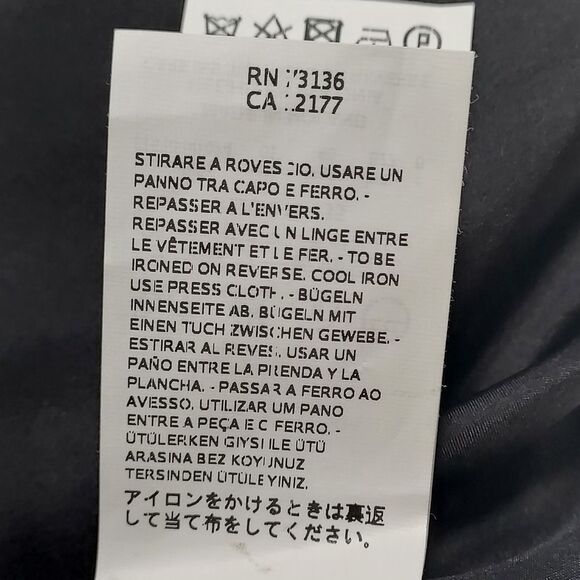 RN 73136
CA 12177
STIRARE A ROVESCIO. USARE UN
PANNO TRA CAPO E FERRO. -
REPASSER A L'ENVERS.
REPASSER AVEC UN LINGE ENTRE
LE VÊTEMENT ET LE FER. - TO BE
IRONED ON REVERSE. COOL IRON
USE PRESS CLOTH. - BÜGELN
INNENSEITE AB. BÜGELN MIT
EINEN TUCH ZWISCHEN GEWEBE. -
ESTIRAR AL REVES. USAR UN
PAÑO ENTRE LA PRENDA Y LA
PLANCHA. - PASSAR A FERRO AO
AVESSO. UTILIZAR UM PANO
ENTRE A PEÇA E O FERRO. -
ÜTÜLERKEN GIYSI ILE ÜTÜ
ARASINA BEZ KOYUNUZ
TERSINDEN ÜTÜLEYINIZ.
アイロンをかけるときは裏返
して当て布をしてください。